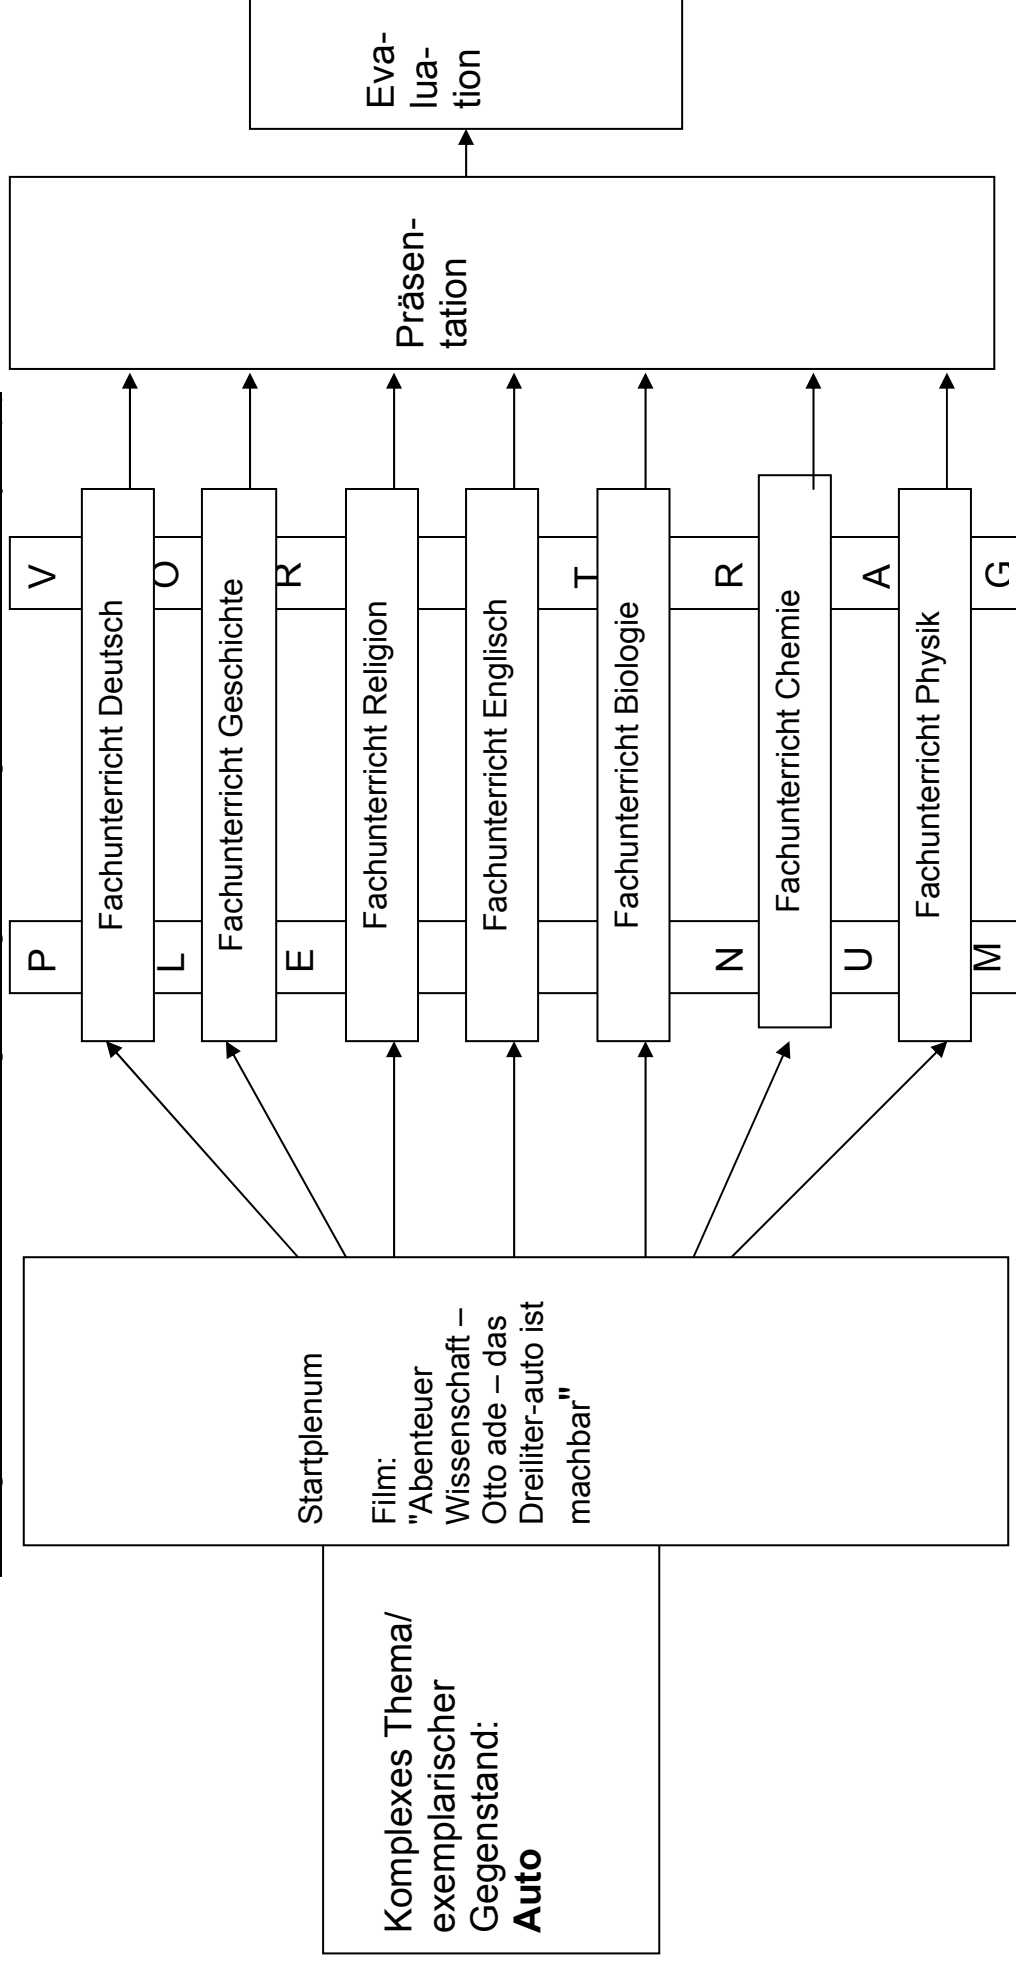 Komplexes Thema/
exemplarischer
Gegenstand:
Auto
Startplenum
Film:
"Abenteuer
Wissenschaft –
Otto ade – das
Dreiliter-auto ist
machbar"
P
L
E
N
U
M
Fachunterricht Deutsch
Fachunterricht Geschichte
Fachunterricht Religion
Fachunterricht Englisch
Fachunterricht Biologie
Fachunterricht Chemie
Fachunterricht Physik
V
O
R
T
R
A
G
Präsen-
tation
Eva-
lua-
tion